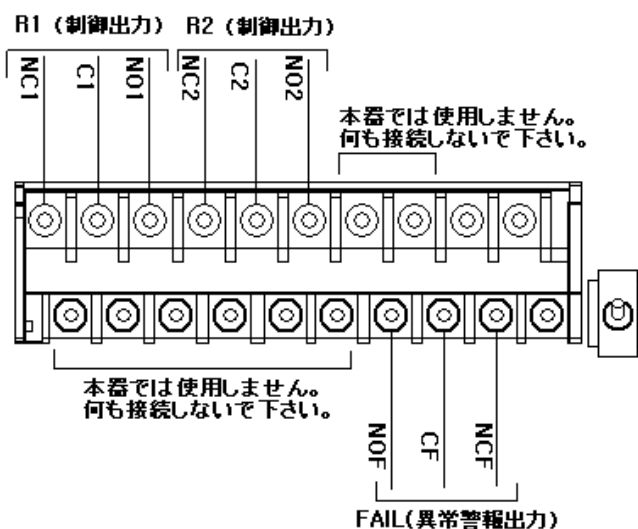 R1 (制御出力) R2 (制御出力)
NC1
C1
NO1
NC2
C2
NO2
本器では使用しません。
何も接続しないで下さい。
本器では使用しません。
何も接続しないで下さい。
NOF
CF
NCF
FAIL(異常警報出力)